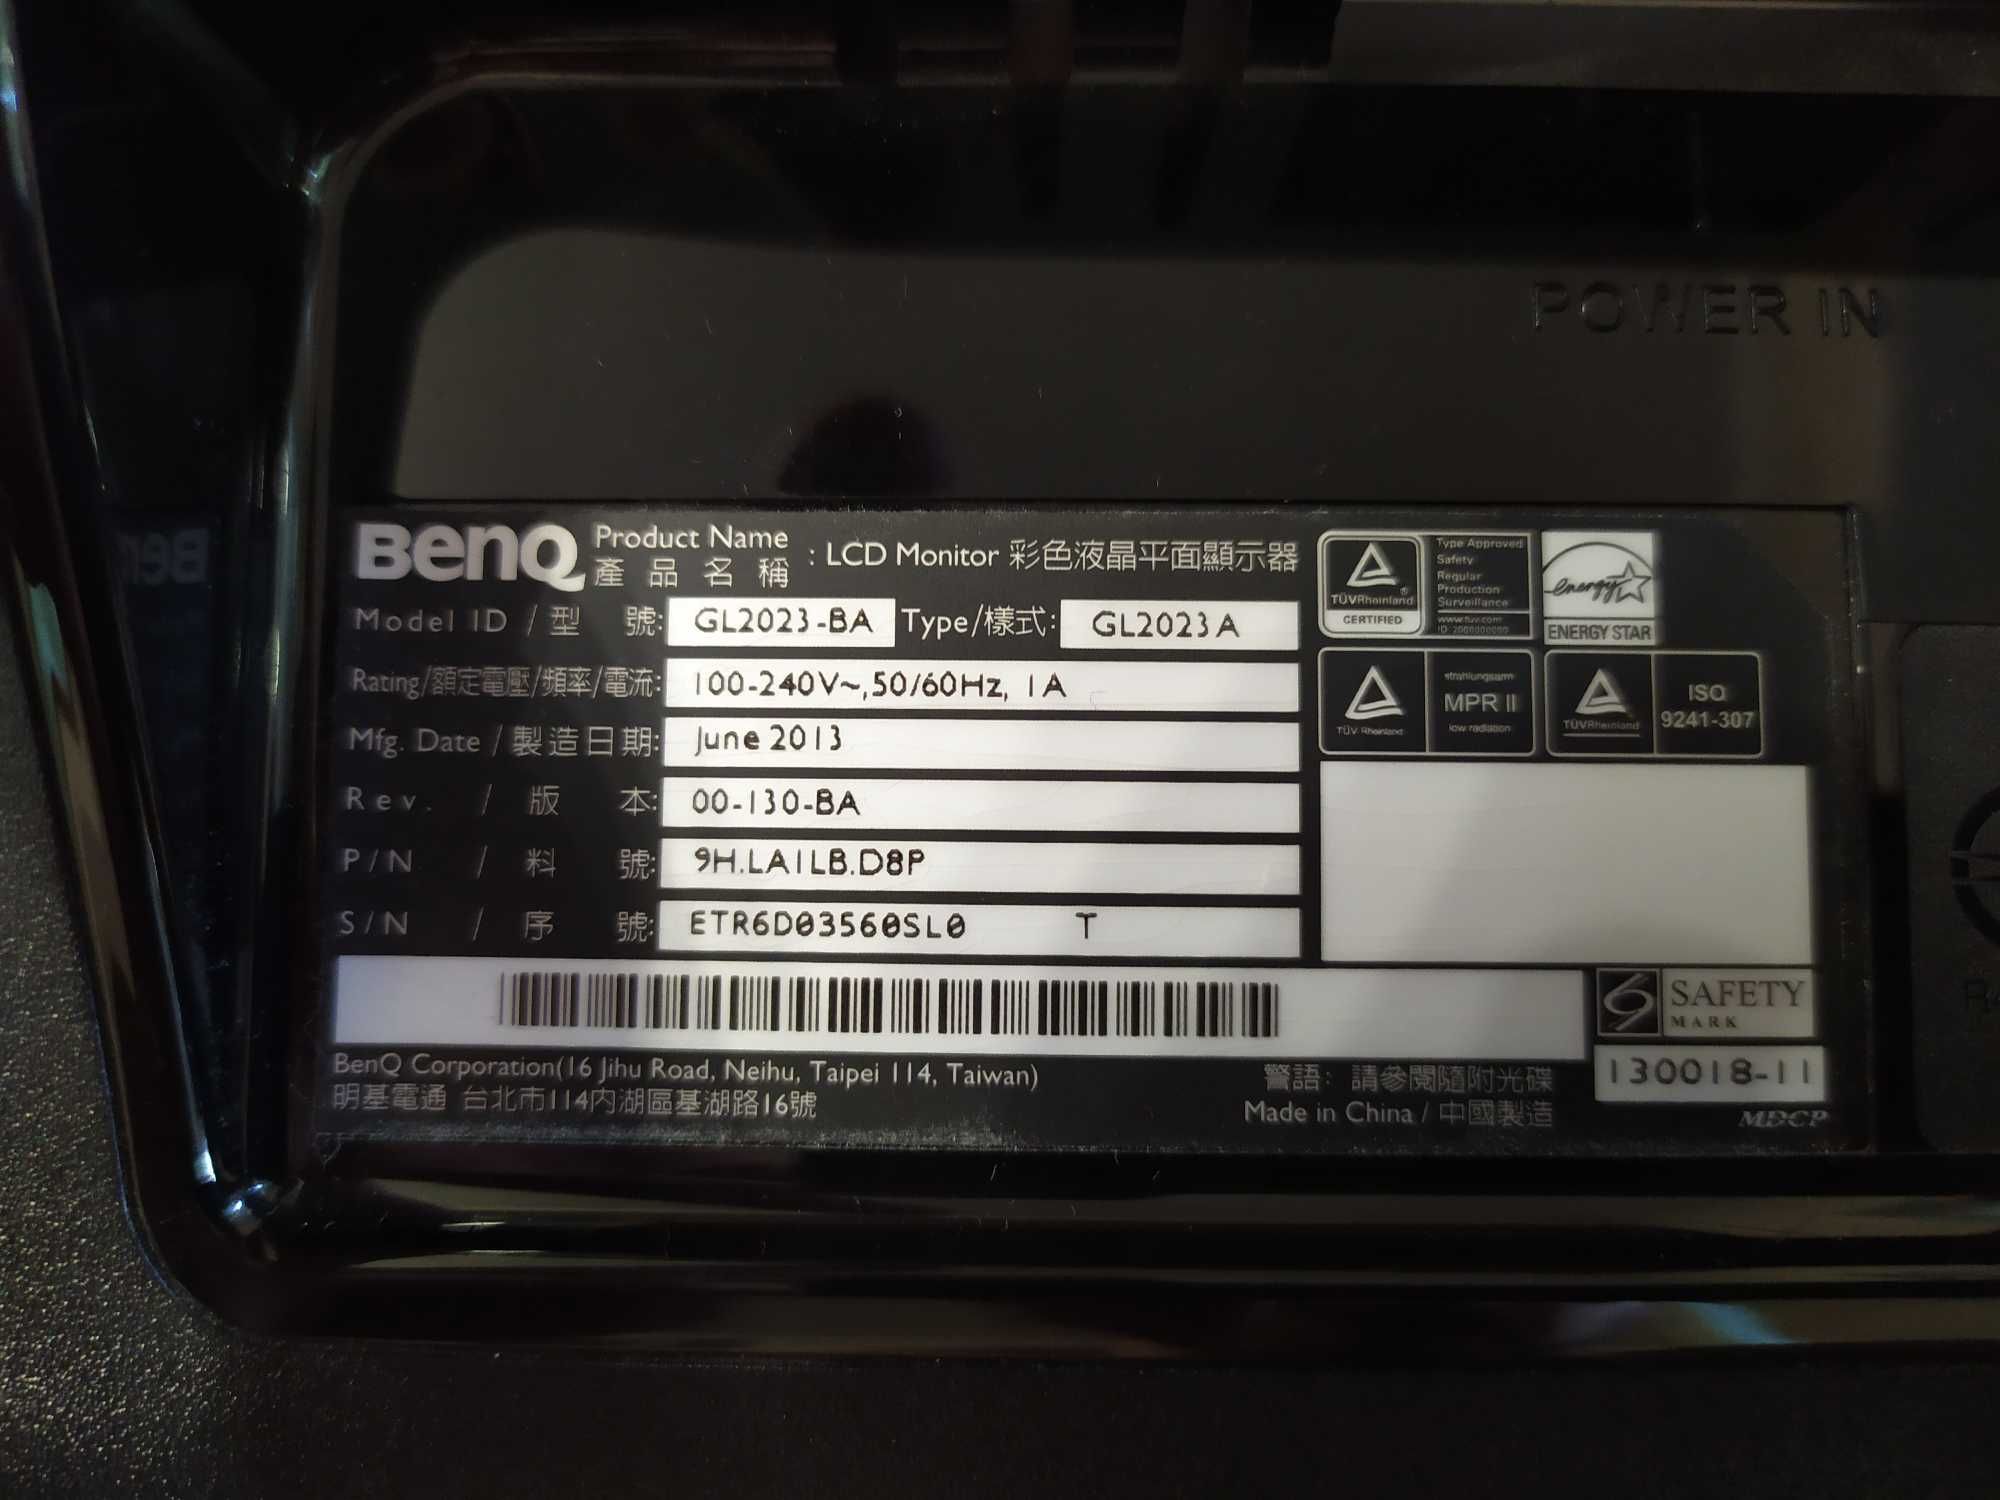 POWER IN
BenQ Product Name : LCD Monitor 彩色液晶平面顯示器
產品名稱
Model ID / 型 號: GL2023-BA Type/樣式: GL2023A
Rating/額定電壓/頻率/電流: 100-240V~,50/60Hz, 1A
Mfg. Date / 製造日期: June 2013
Rev. / 版 本: 00-130-BA
P/N / 料 號: 9H.LA1LB.D8P
S/N / 序 號: ETR6D03560SL0 T
TÜVRheinland
CERTIFIED
Type Approved
Safety
Regular
Production
Surveillance
www.tuv.com
energy
ENERGY STAR
TÜV Rheinland
strahlungsarm
MPR II
low radiation
TÜVRheinland
ISO
9241-307
SAFETY
MARK
130018-11
BenQ Corporation(16 Jihu Road, Neihu, Taipei 114, Taiwan)
明基電通 台北市114內湖區基湖路16號
警語: 請參閱隨附光碟
Made in China / 中國製造
MDCP